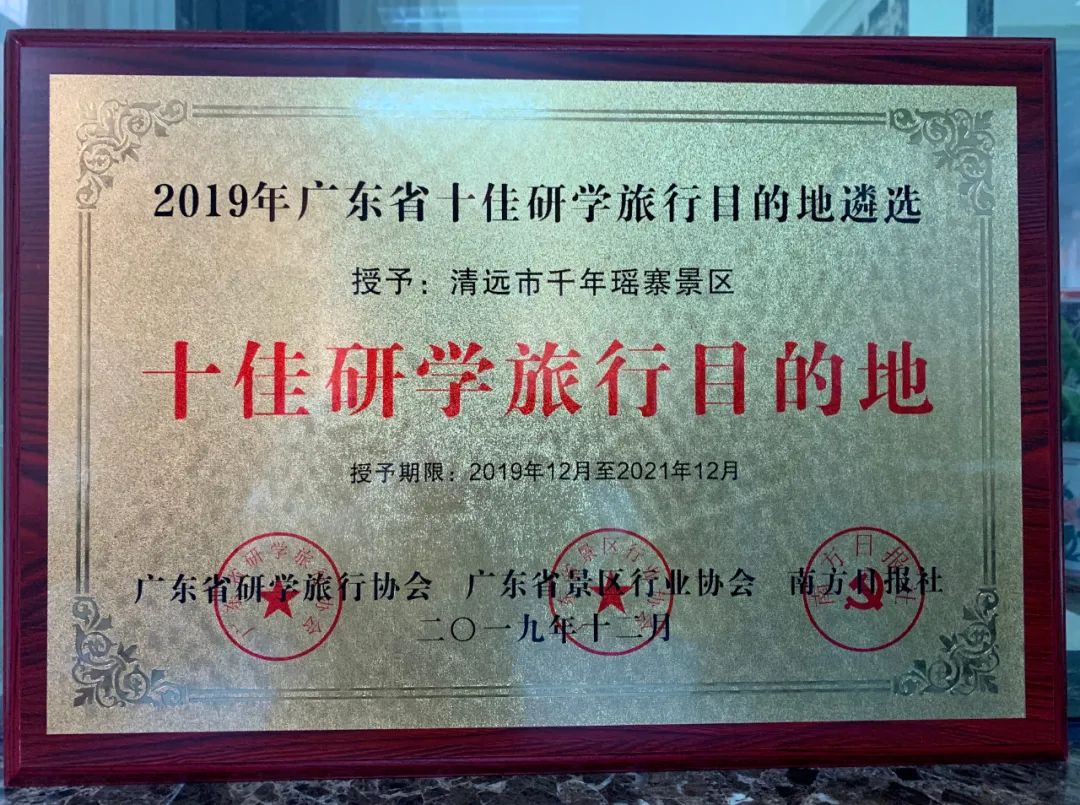 2019年广东省十佳研学旅行目的地遴选
授予：清远市千年瑶寨景区
十佳研学旅行目的地
授予期限：2019年12月至2021年12月
广东省研学旅行协会 广东省景区行业协会 南方日报社
二〇一九年十二月